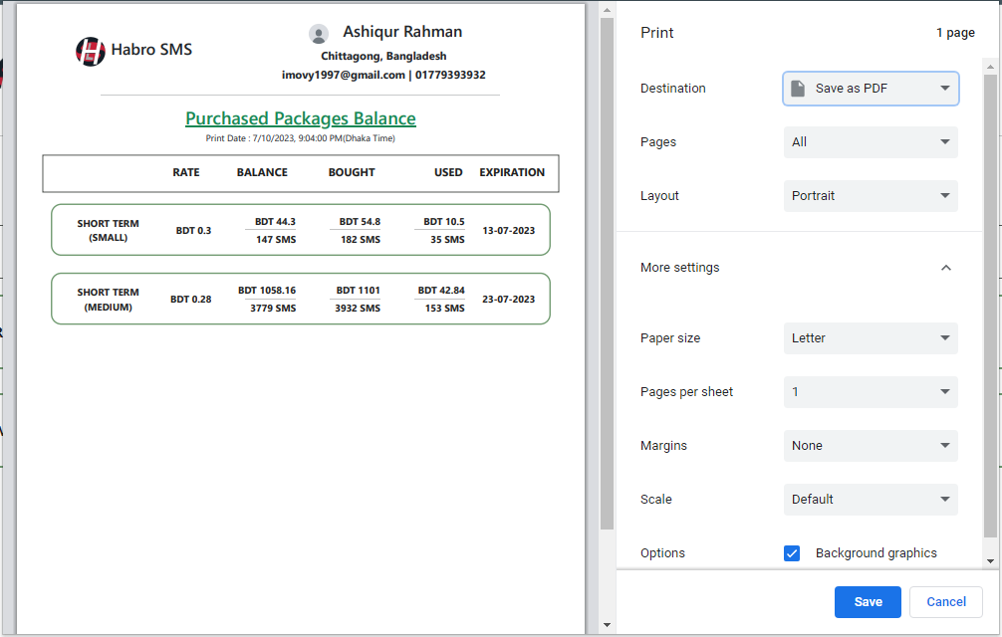 Habro SMS
Ashiqur Rahman
Chittagong, Bangladesh
imovy1997@gmail.com | 01779393932
Purchased Packages Balance
Print Date : 7/10/2023, 9:04:00 PM(Dhaka Time)
RATE BALANCE BOUGHT USED EXPIRATION
SHORT TERM (SMALL) BDT 0.3 BDT 44.3 147 SMS BDT 54.8 182 SMS BDT 10.5 35 SMS 13-07-2023
SHORT TERM (MEDIUM) BDT 0.28 BDT 1058.16 3779 SMS BDT 1101 3932 SMS BDT 42.84 153 SMS 23-07-2023
Print 1 page
Destination Save as PDF
Pages All
Layout Portrait
More settings
Paper size Letter
Pages per sheet 1
Margins None
Scale Default
Options Background graphics
Save Cancel